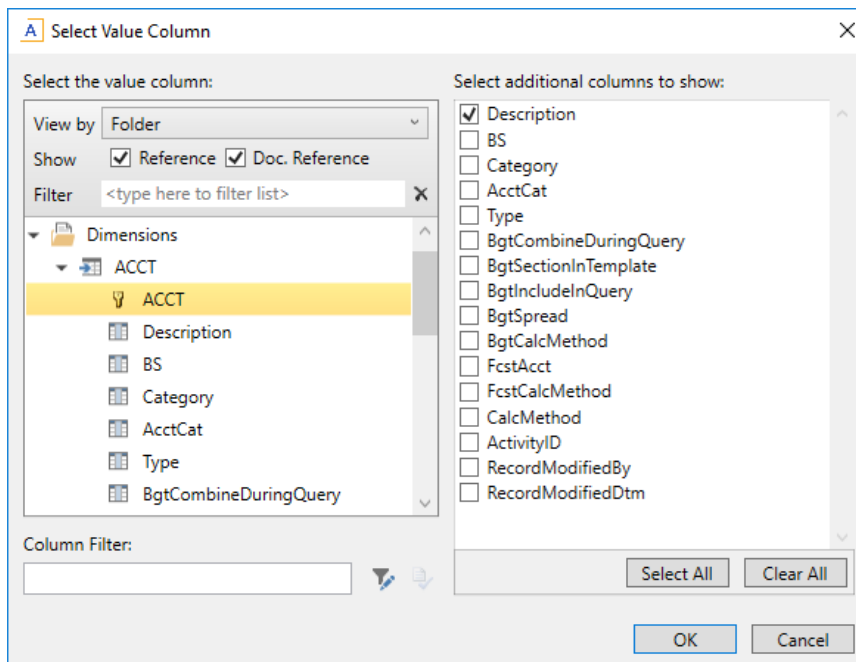 A Select Value Column
Select the value column:
View by Folder
Show Reference Doc. Reference
Filter <type here to filter list>
Dimensions
ACCT
ACCT
Description
BS
Category
AcctCat
Type
BgtCombineDuringQuery
Column Filter:
Select additional columns to show:
Description
BS
Category
AcctCat
Type
BgtCombineDuringQuery
BgtSectionInTemplate
BgtIncludeInQuery
BgtSpread
BgtCalcMethod
FcstAcct
FcstCalcMethod
CalcMethod
ActivityID
RecordModifiedBy
RecordModifiedDtm
Select All Clear All
OK Cancel